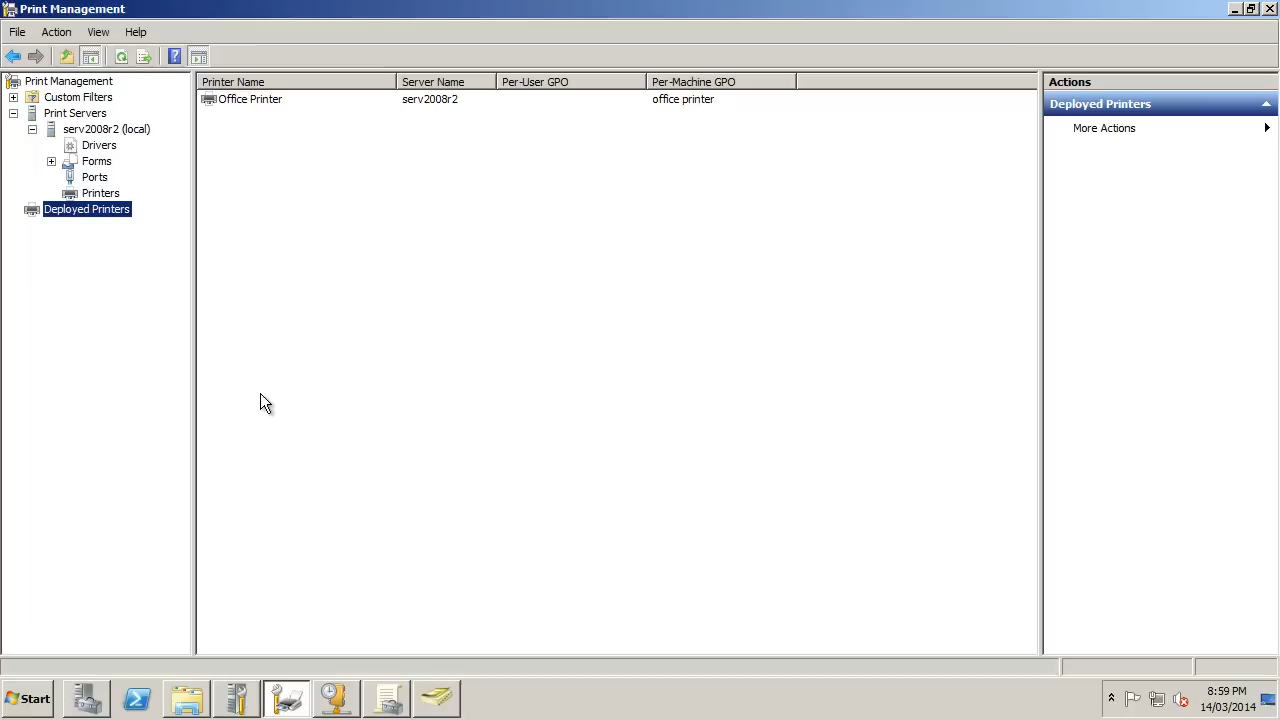 Print Management
File Action View Help
Print Management
Custom Filters
Print Servers
serv2008r2 (local)
Drivers
Forms
Ports
Printers
Deployed Printers
Printer Name Server Name Per-User GPO Per-Machine GPO
Office Printer serv2008r2 office printer
Actions
Deployed Printers
More Actions
Start
8:59 PM
14/03/2014